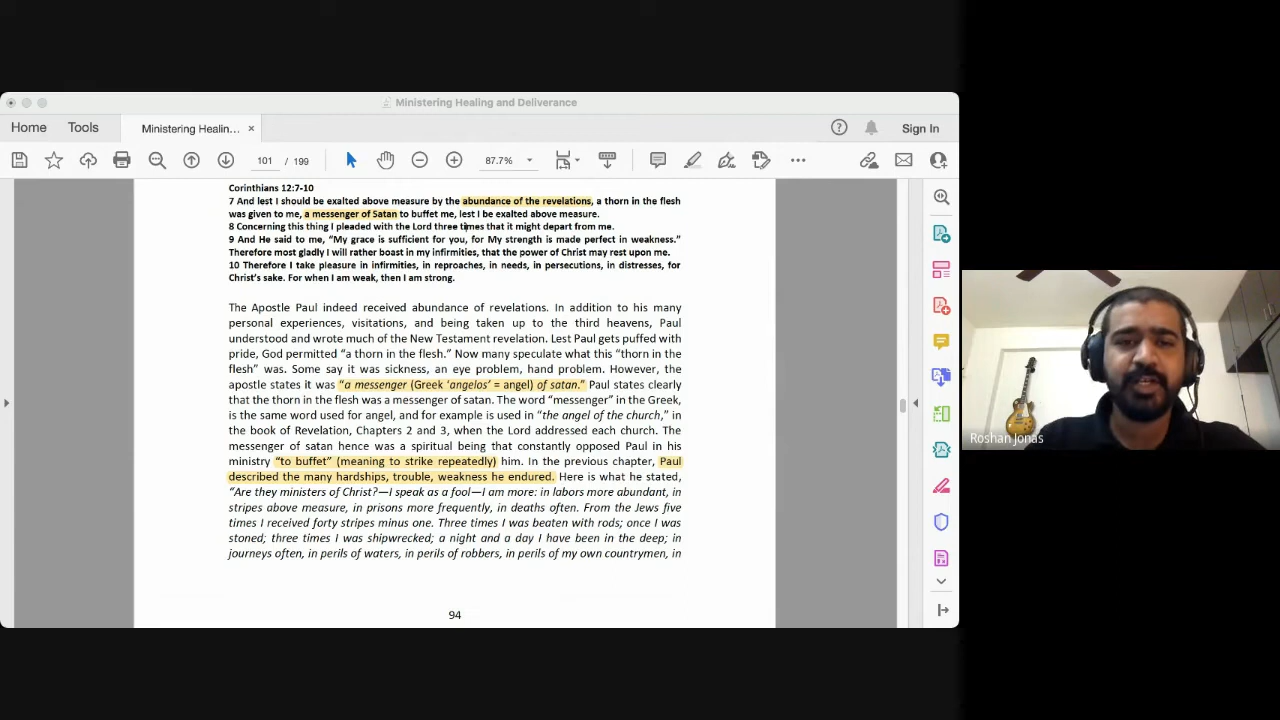 Ministering Healing and Deliverance
Home
Tools
Ministering Healin... ×
Sign In
101 / 199
87.7%
Corinthians 12:7-10
7 And lest I should be exalted above measure by the abundance of the revelations, a thorn in the flesh
was given to me, a messenger of Satan to buffet me, lest I be exalted above measure.
8 Concerning this thing I pleaded with the Lord three times that it might depart from me.
9 And He said to me, “My grace is sufficient for you, for My strength is made perfect in weakness.”
Therefore most gladly I will rather boast in my infirmities, that the power of Christ may rest upon me.
10 Therefore I take pleasure in infirmities, in reproaches, in needs, in persecutions, in distresses, for
Christ’s sake. For when I am weak, then I am strong.
The Apostle Paul indeed received abundance of revelations. In addition to his many
personal experiences, visitations, and being taken up to the third heavens, Paul
understood and wrote much of the New Testament revelation. Lest Paul gets puffed with
pride, God permitted “a thorn in the flesh.” Now many speculate what this “thorn in the
flesh” was. Some say it was sickness, an eye problem, hand problem. However, the
apostle states it was “a messenger (Greek ‘angelos’ = angel) of satan.” Paul states clearly
that the thorn in the flesh was a messenger of satan. The word “messenger” in the Greek,
is the same word used for angel, and for example is used in “the angel of the church,” in
the book of Revelation, Chapters 2 and 3, when the Lord addressed each church. The
messenger of satan hence was a spiritual being that constantly opposed Paul in his
ministry “to buffet” (meaning to strike repeatedly) him. In the previous chapter, Paul
described the many hardships, trouble, weakness he endured. Here is what he stated,
“Are they ministers of Christ?—I speak as a fool—I am more: in labors more abundant, in
stripes above measure, in prisons more frequently, in deaths often. From the Jews five
times I received forty stripes minus one. Three times I was beaten with rods; once I was
stoned; three times I was shipwrecked; a night and a day I have been in the deep; in
journeys often, in perils of waters, in perils of robbers, in perils of my own countrymen, in
94
Roshan Jonas